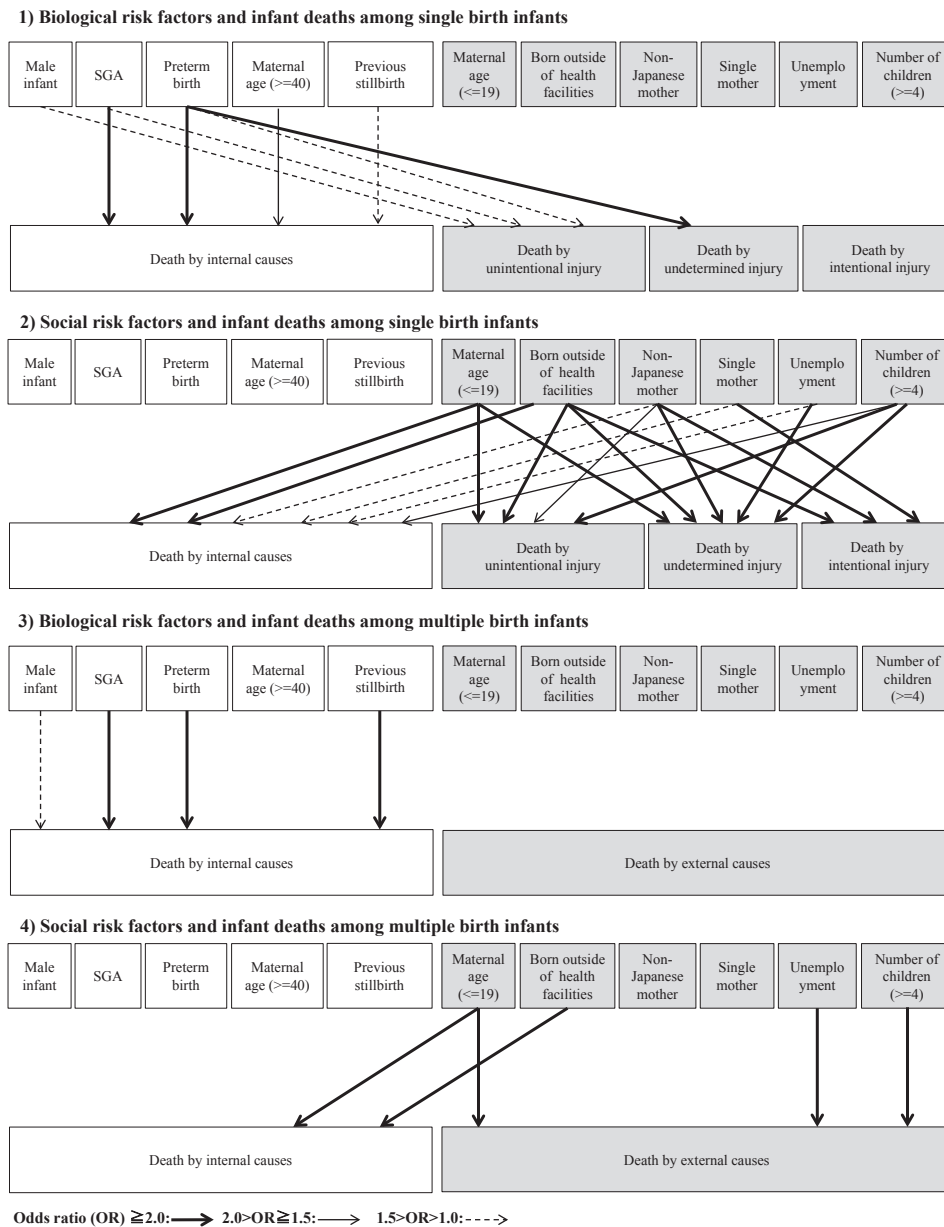 1) Biological risk factors and infant deaths among single birth infants
Male
infant
SGA
Preterm
birth
Maternal
age (>=40)
Previous
stillbirth
Maternal
age
(<=19)
Born outside
of health
facilities
Non-
Japanese
mother
Single
mother
Unemplo
yment
Number of
children
(>=4)
Death by internal causes
Death by
unintentional injury
Death by
undetermined injury
Death by
intentional injury
2) Social risk factors and infant deaths among single birth infants
Male
infant
SGA
Preterm
birth
Maternal
age (>=40)
Previous
stillbirth
Maternal
age
(<=19)
Born outside
of health
facilities
Non-
Japanese
mother
Single
mother
Unemplo
yment
Number of
children
(>=4)
Death by internal causes
Death by
unintentional injury
Death by
undetermined injury
Death by
intentional injury
3) Biological risk factors and infant deaths among multiple birth infants
Male
infant
SGA
Preterm
birth
Maternal
age (>=40)
Previous
stillbirth
Maternal
age
(<=19)
Born outside
of health
facilities
Non-
Japanese
mother
Single
mother
Unemplo
yment
Number of
children
(>=4)
Death by internal causes
Death by external causes
4) Social risk factors and infant deaths among multiple birth infants
Male
infant
SGA
Preterm
birth
Maternal
age (>=40)
Previous
stillbirth
Maternal
age
(<=19)
Born outside
of health
facilities
Non-
Japanese
mother
Single
mother
Unemplo
yment
Number of
children
(>=4)
Death by internal causes
Death by external causes
Odds ratio (OR) ≧2.0: 2.0>OR≧1.5: 1.5>OR>1.0: